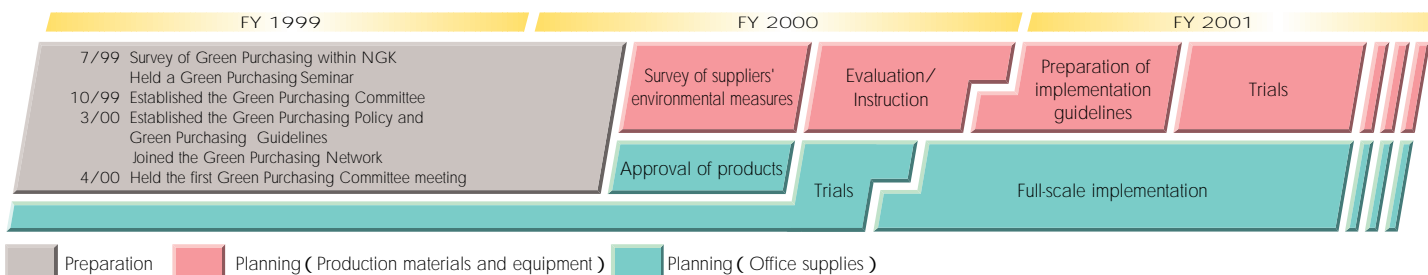 FY 1999
FY 2000
FY 2001
7/99 Survey of Green Purchasing within NGK
Held a Green Purchasing Seminar
10/99 Established the Green Purchasing Committee
3/00 Established the Green Purchasing Policy and
Green Purchasing Guidelines
Joined the Green Purchasing Network
4/00 Held the first Green Purchasing Committee meeting
Survey of suppliers'
environmental measures
Evaluation/
Instruction
Preparation of
implementation
guidelines
Trials
Approval of products
Trials
Full-scale implementation
Preparation
Planning ( Production materials and equipment )
Planning ( Office supplies )